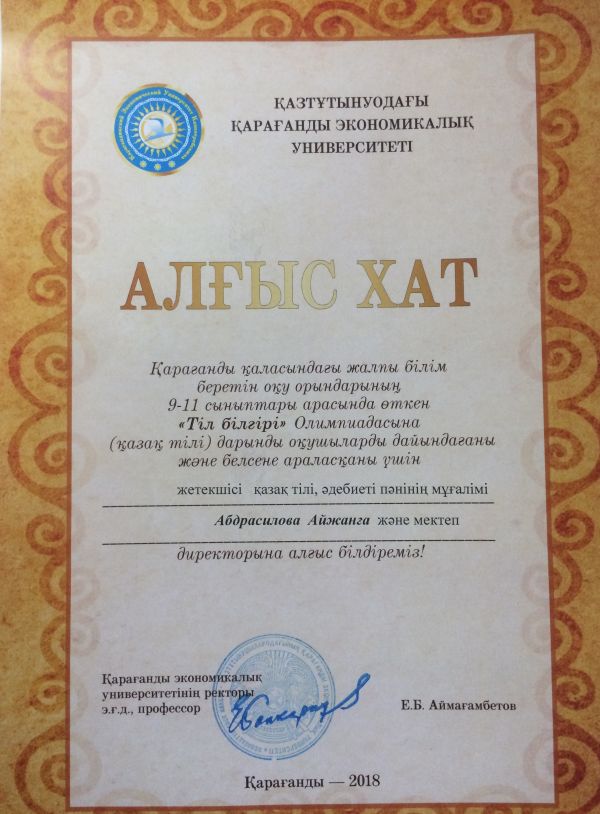 ҚАЗТҰТЫНУОДАҒЫ
ҚАРАҒАНДЫ ЭКОНОМИКАЛЫҚ
УНИВЕРСИТЕТІ
АЛҒЫС ХАТ
Қарағанды қаласындағы жалпы білім
беретін оқу орындарының
9-11 сыныптары арасында өткен
«Тіл білгірі» Олимпиадасына
(қазақ тілі) дарынды оқушыларды дайындағаны
және белсене араласқаны үшін
жетекшісі қазақ тілі, әдебиеті пәнінің мұғалімі
Абдрасилова Айжанга және мектеп
директорына алғыс білдіреміз!
Қарағанды экономикалық
университетінің ректоры
э.ғ.д., профессор
Е.Б. Аймағамбетов
Қарағанды — 2018